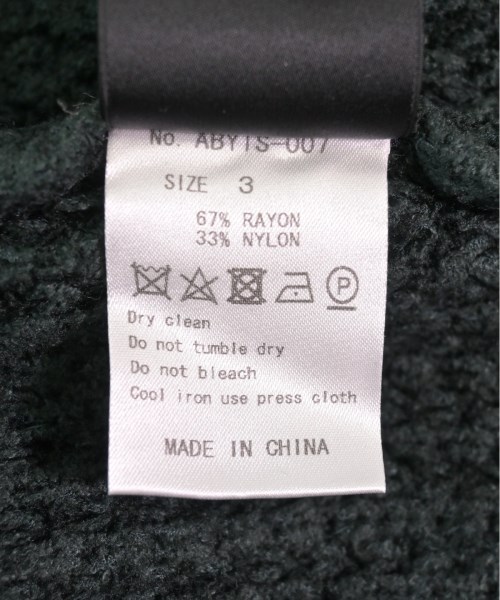 No. ABYIS-007
SIZE 3
67% RAYON
33% NYLON
P
Dry clean
Do not tumble dry
Do not bleach
Cool iron use press cloth
MADE IN CHINA